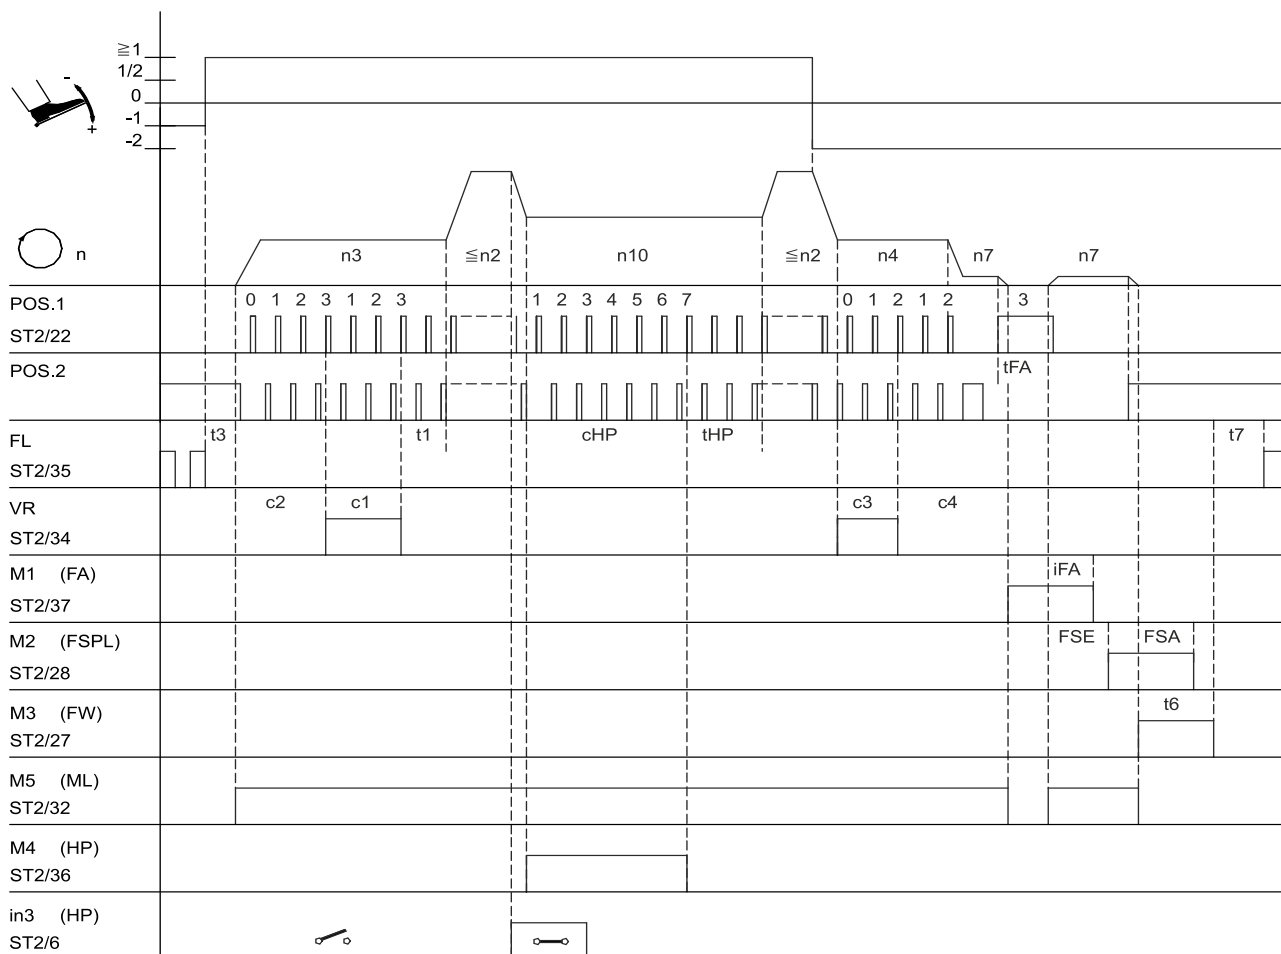 ≧1
1/2
0
-1
-2
-
+
n
n3
≦n2
n10
≦n2
n4
n7
n7
POS.1
0 1 2 3 1 2 3
1 2 3 4 5 6 7
0 1 2 1 2
3
ST2/22
POS.2
tFA
FL
t3
t1
cHP
tHP
t7
ST2/35
VR
c2
c1
c3
c4
ST2/34
M1 (FA)
iFA
ST2/37
M2 (FSPL)
FSE
FSA
ST2/28
M3 (FW)
t6
ST2/27
M5 (ML)
ST2/32
M4 (HP)
ST2/36
in3 (HP)
ST2/6